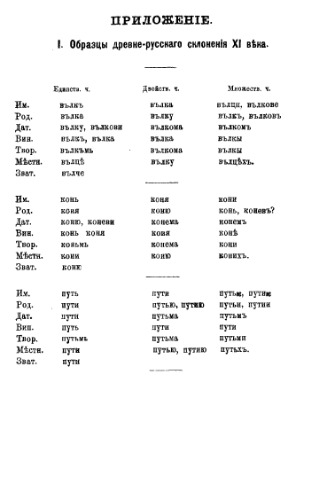 ПРИЛОЖЕНІЕ.
I. Образцы древне-русскаго склоненія XI вѣка.
Единств. ч. Двойств. ч. Множеств. ч.
Им. вълкъ вълка вълци, вълкове
Род. вълка вълку вълкъ, вълковъ
Дат. вълку, вълкови вълкома вълкомъ
Вин. вълкъ, вълка вълка вълкы
Твор. вълкъмь вълкома вълкы
Мѣстн. вълцѣ вълку вълцѣхъ.
Зват. вълче
Им. конь коня кони
Род. коня коню конь, коневъ?
Дат. коню, коневи конема конемъ
Вин. конь коня коня конѣ
Твор. коньмь конема кони
Мѣстн. кони коню конихъ.
Зват. коню
Им. путь пути путье, путие
Род. пути путью, путию путьи, путии
Дат. пути путьма путьмъ
Вин. путь пути пути
Твор. путьмь путьма путьми
Мѣстн. пути путью, путию путьхъ.
Зват. пути